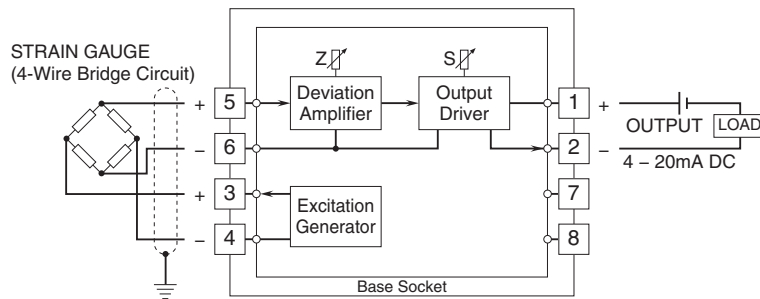 STRAIN GAUGE
(4-Wire Bridge Circuit)
Z
S
+
5
Deviation
Amplifier
Output
Driver
1
+
OUTPUT
LOAD
−
6
2
−
4 – 20mA DC
+
3
Excitation
Generator
7
−
4
8
Base Socket